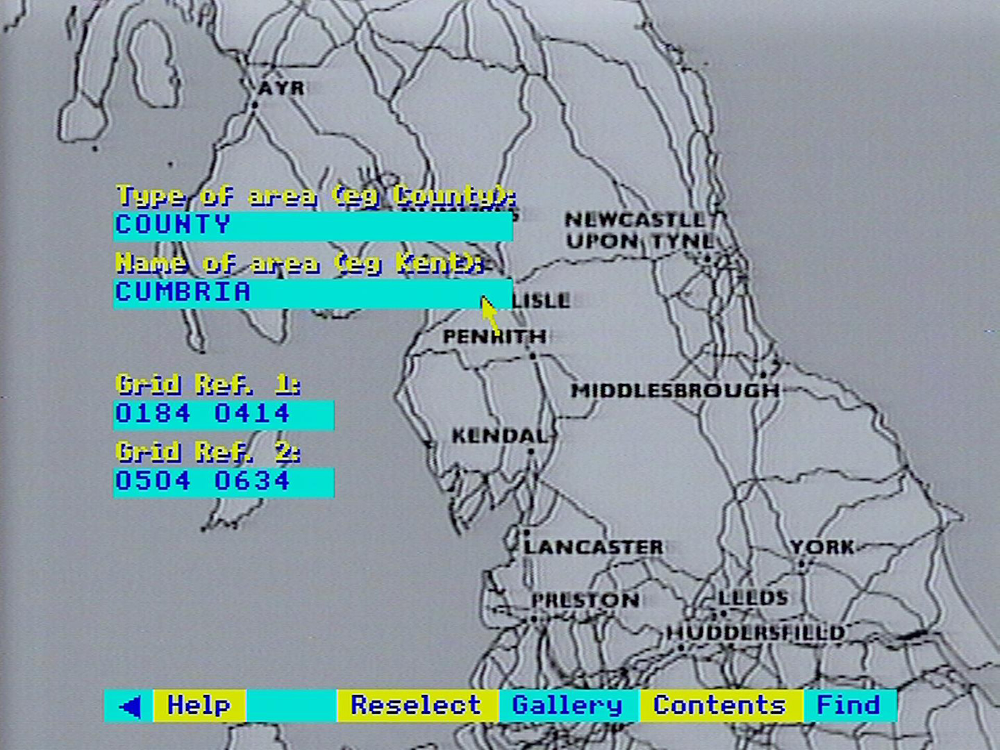 AYR
Type of area (eg County):
COUNTY
NEWCASTLE
UPON TYNE
Name of area (eg Kent):
CUMBRIA
LISLE
PENRITH
Grid Ref. 1:
0184 0414
MIDDLESBROUGH
KENDAL
Grid Ref. 2:
0504 0634
LANCASTER
YORK
PRESTON
LEEDS
HUDDERSFIELD
Help Reselect Gallery Contents Find